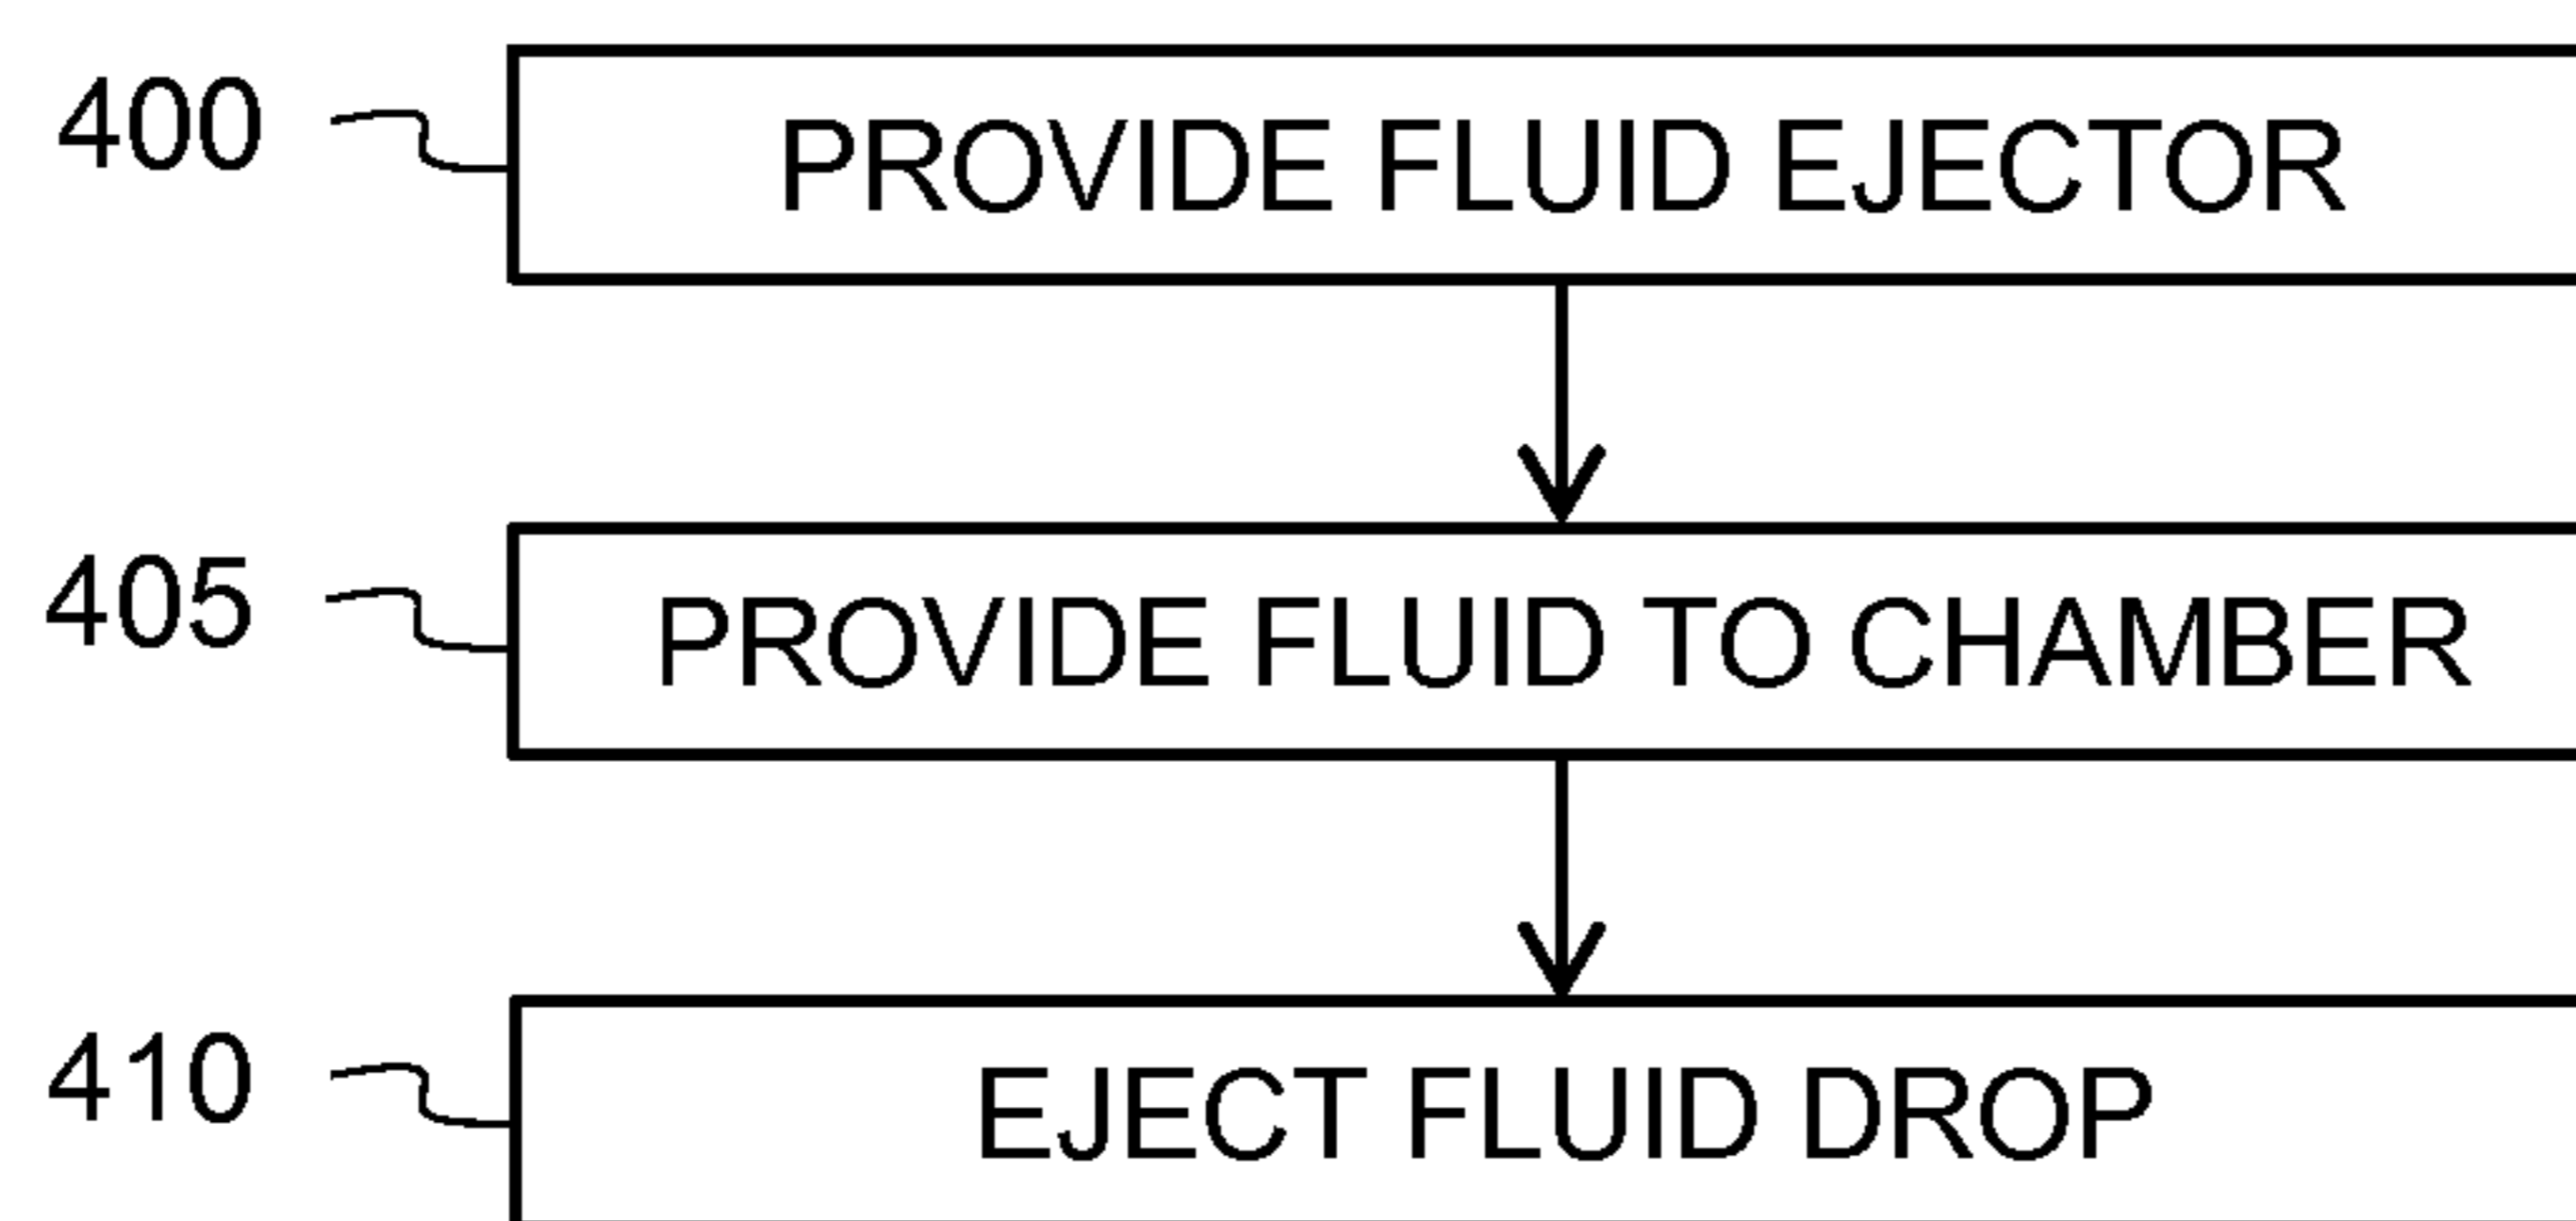 400 PROVIDE FLUID EJECTOR
405 PROVIDE FLUID TO CHAMBER
410 EJECT FLUID DROP